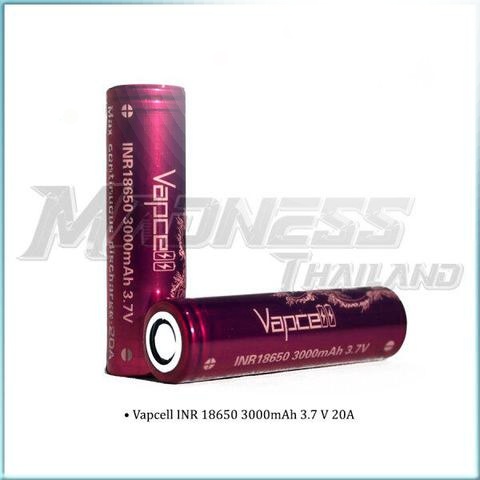 Vapcell
INR18650 3000mAh 3.7V
Max continuous discharge 20A
MADNESS
THAILAND
Vapcell
INR18650 3000mAh 3.7V
• Vapcell INR 18650 3000mAh 3.7 V 20A